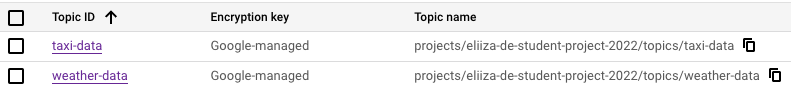 Topic ID Encryption key Topic name
taxi-data Google-managed projects/eliiza-de-student-project-2022/topics/taxi-data
weather-data Google-managed projects/eliiza-de-student-project-2022/topics/weather-data